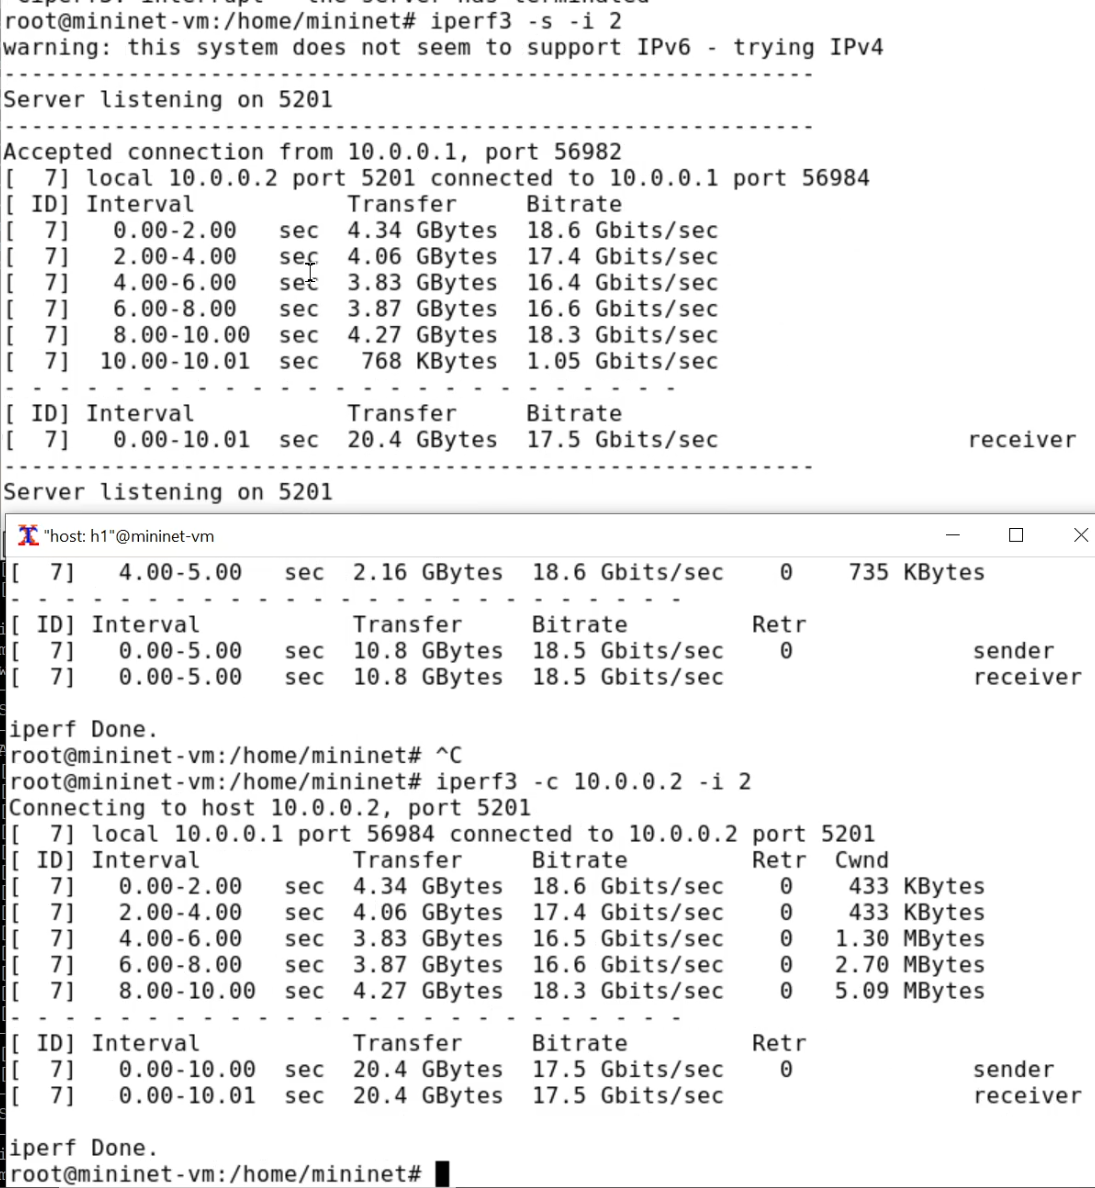 root@mininet-vm:/home/mininet# iperf3 -s -i 2
warning: this system does not seem to support IPv6 - trying IPv4
-----------------------------------------------------------
Server listening on 5201
-----------------------------------------------------------
Accepted connection from 10.0.0.1, port 56982
[  7] local 10.0.0.2 port 5201 connected to 10.0.0.1 port 56984
[ ID] Interval           Transfer     Bitrate
[  7]   0.00-2.00   sec  4.34 GBytes  18.6 Gbits/sec
[  7]   2.00-4.00   sec  4.06 GBytes  17.4 Gbits/sec
[  7]   4.00-6.00   sec  3.83 GBytes  16.4 Gbits/sec
[  7]   6.00-8.00   sec  3.87 GBytes  16.6 Gbits/sec
[  7]   8.00-10.00  sec  4.27 GBytes  18.3 Gbits/sec
[  7]  10.00-10.01  sec   768 KBytes  1.05 Gbits/sec
- - - - - - - - - - - - - - - - - - - - - - - - -
[ ID] Interval           Transfer     Bitrate
[  7]   0.00-10.01  sec  20.4 GBytes  17.5 Gbits/sec                  receiver
-----------------------------------------------------------
Server listening on 5201
"host: h1"@mininet-vm
[  7]   4.00-5.00   sec  2.16 GBytes  18.6 Gbits/sec    0    735 KBytes
- - - - - - - - - - - - - - - - - - - - - - - - -
[ ID] Interval           Transfer     Bitrate         Retr
[  7]   0.00-5.00   sec  10.8 GBytes  18.5 Gbits/sec    0             sender
[  7]   0.00-5.00   sec  10.8 GBytes  18.5 Gbits/sec                  receiver
iperf Done.
root@mininet-vm:/home/mininet# ^C
root@mininet-vm:/home/mininet# iperf3 -c 10.0.0.2 -i 2
Connecting to host 10.0.0.2, port 5201
[  7] local 10.0.0.1 port 56984 connected to 10.0.0.2 port 5201
[ ID] Interval           Transfer     Bitrate         Retr  Cwnd
[  7]   0.00-2.00   sec  4.34 GBytes  18.6 Gbits/sec    0    433 KBytes
[  7]   2.00-4.00   sec  4.06 GBytes  17.4 Gbits/sec    0    433 KBytes
[  7]   4.00-6.00   sec  3.83 GBytes  16.5 Gbits/sec    0   1.30 MBytes
[  7]   6.00-8.00   sec  3.87 GBytes  16.6 Gbits/sec    0   2.70 MBytes
[  7]   8.00-10.00  sec  4.27 GBytes  18.3 Gbits/sec    0   5.09 MBytes
- - - - - - - - - - - - - - - - - - - - - - - - -
[ ID] Interval           Transfer     Bitrate         Retr
[  7]   0.00-10.00  sec  20.4 GBytes  17.5 Gbits/sec    0             sender
[  7]   0.00-10.01  sec  20.4 GBytes  17.5 Gbits/sec                  receiver
iperf Done.
root@mininet-vm:/home/mininet#